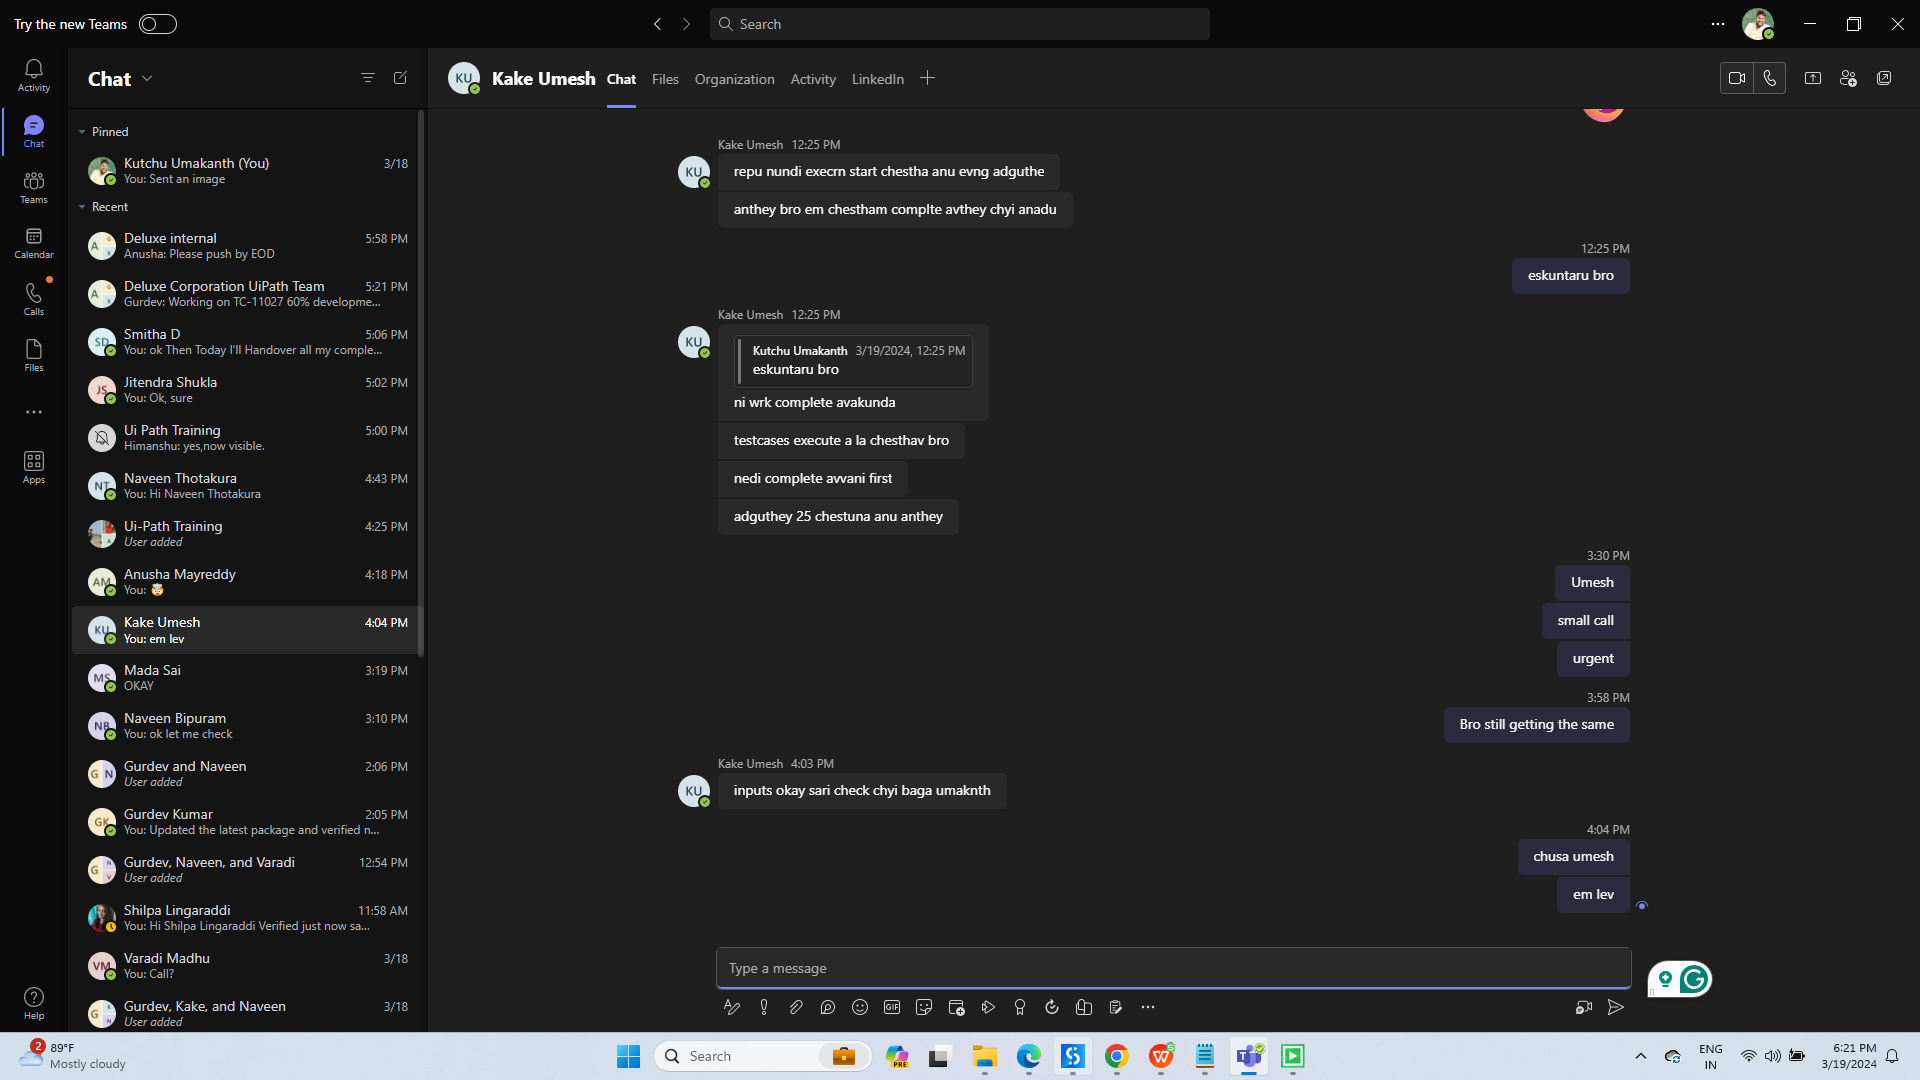 Try the new Teams
Search
Activity
Chat
Teams
Calendar
Calls
Files
Apps
Help
Chat
Pinned
Kutchu Umakanth (You) 3/18
You: Sent an image
Recent
Deluxe internal 5:58 PM
Anusha: Please push by EOD
Deluxe Corporation UiPath Team 5:21 PM
Gurdev: Working on TC-11027 60% developme...
SD Smitha D 5:06 PM
You: ok Then Today I'll Handover all my comple...
JS Jitendra Shukla 5:02 PM
You: Ok, sure
Ui Path Training 5:00 PM
Himanshu: yes,now visible.
NT Naveen Thotakura 4:43 PM
You: Hi Naveen Thotakura
Ui-Path Training 4:25 PM
User added
AM Anusha Mayreddy 4:18 PM
You: 🤯
KU Kake Umesh 4:04 PM
You: em lev
MS Mada Sai 3:19 PM
OKAY
NB Naveen Bipuram 3:10 PM
You: ok let me check
G N Gurdev and Naveen 2:06 PM
User added
GK Gurdev Kumar 2:05 PM
You: Updated the latest package and verified n...
Gurdev, Naveen, and Varadi 12:54 PM
User added
Shilpa Lingaraddi 11:58 AM
You: Hi Shilpa Lingaraddi Verified just now sa...
VM Varadi Madhu 3/18
You: Call?
Gurdev, Kake, and Naveen 3/18
User added
KU Kake Umesh Chat Files Organization Activity LinkedIn
Kake Umesh 12:25 PM
KU
repu nundi execrn start chestha anu evng adguthe
anthey bro em chestham complte avthey chyi anadu
12:25 PM
eskuntaru bro
Kake Umesh 12:25 PM
KU
Kutchu Umakanth 3/19/2024, 12:25 PM
eskuntaru bro
ni wrk complete avakunda
testcases execute a la chesthav bro
nedi complete avvani first
adguthey 25 chestuna anu anthey
3:30 PM
Umesh
small call
urgent
3:58 PM
Bro still getting the same
Kake Umesh 4:03 PM
KU
inputs okay sari check chyi baga umaknth
4:04 PM
chusa umesh
em lev
Type a message
GIF
2
89°F
Mostly cloudy
Search
PRE
ENG
IN
6:21 PM
3/19/2024